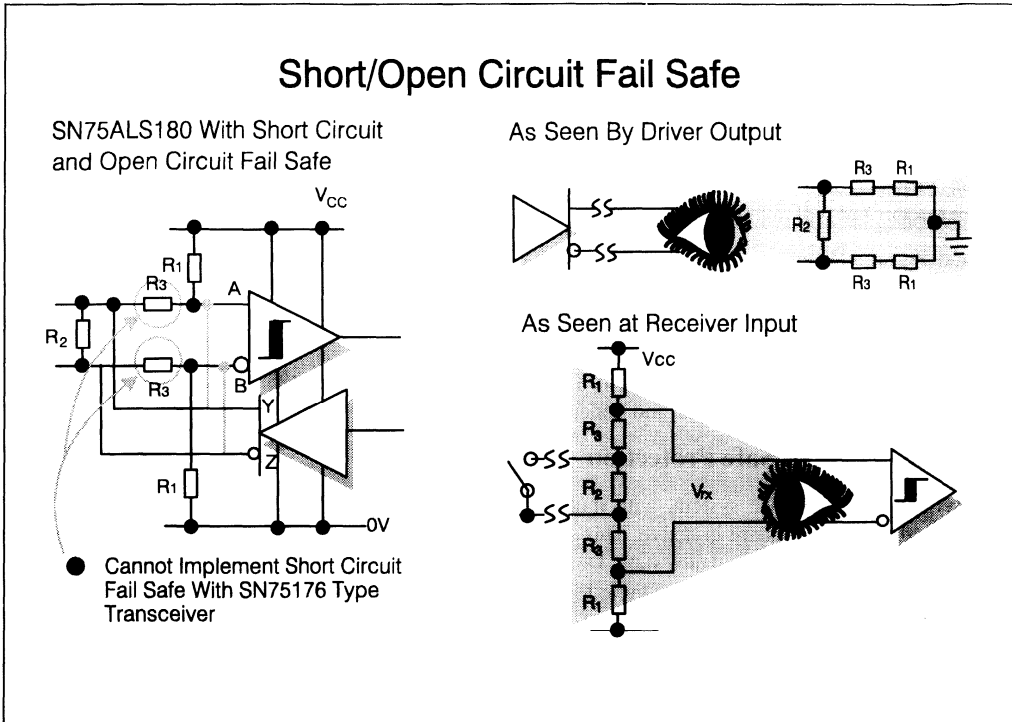 Short/Open Circuit Fail Safe
SN75ALS180 With Short Circuit
and Open Circuit Fail Safe
VCC
R1
R3
A
R2
R3
B
Y
Z
R1
0V
Cannot Implement Short Circuit
Fail Safe With SN75176 Type
Transceiver
As Seen By Driver Output
R3
R1
R2
R3
R1
As Seen at Receiver Input
Vcc
R1
R3
R2
Vrx
R3
R1